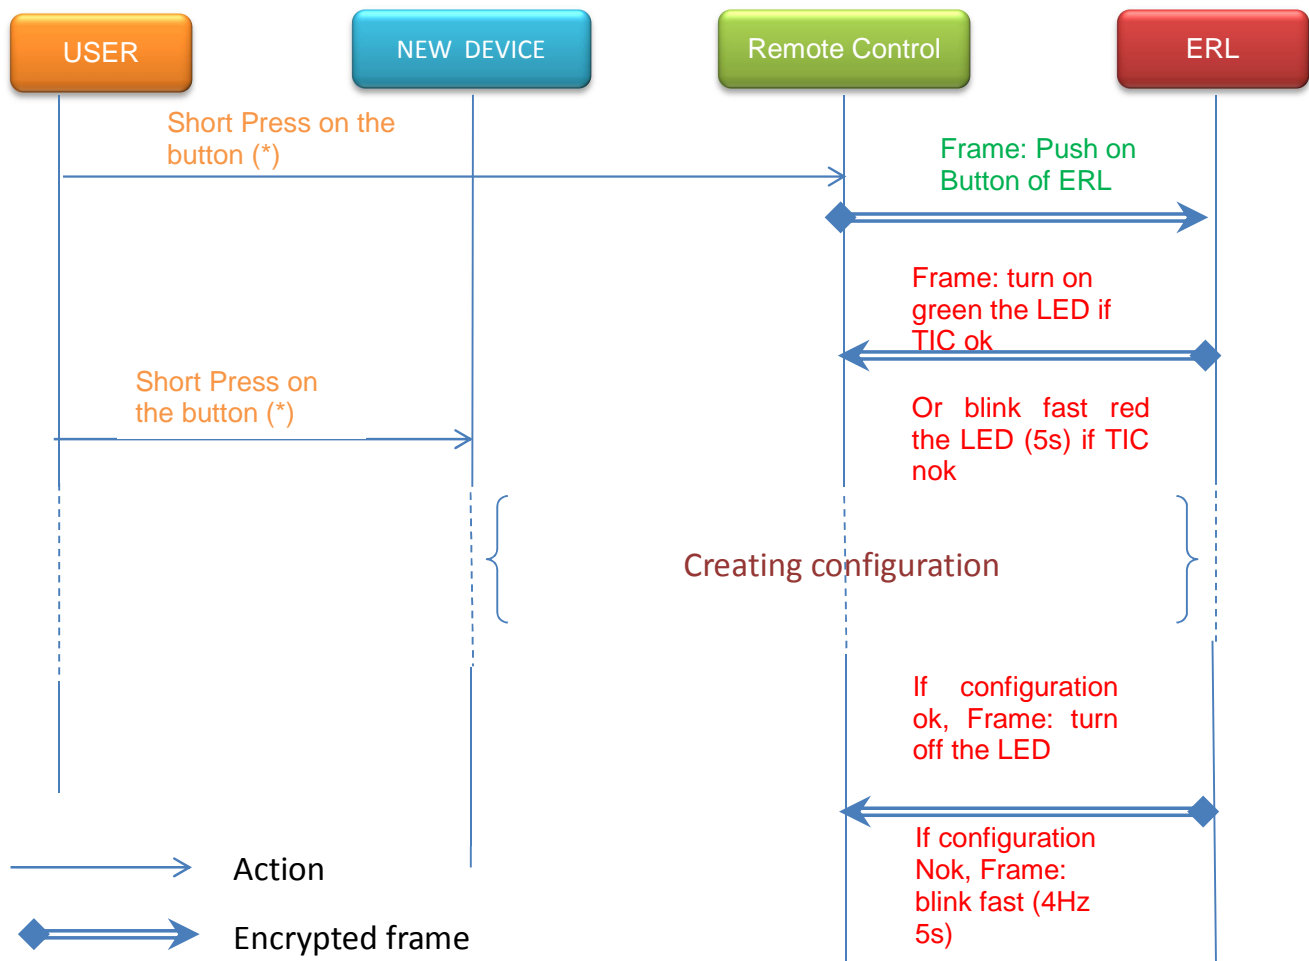 USER
NEW DEVICE
Remote Control
ERL
Short Press on the
button (*)
Frame: Push on
Button of ERL
Frame: turn on
green the LED if
TIC ok
Short Press on
the button (*)
Or blink fast red
the LED (5s) if TIC
nok
Creating configuration
If configuration
ok, Frame: turn
off the LED
If configuration
Nok, Frame:
blink fast (4Hz
5s)
Action
Encrypted frame